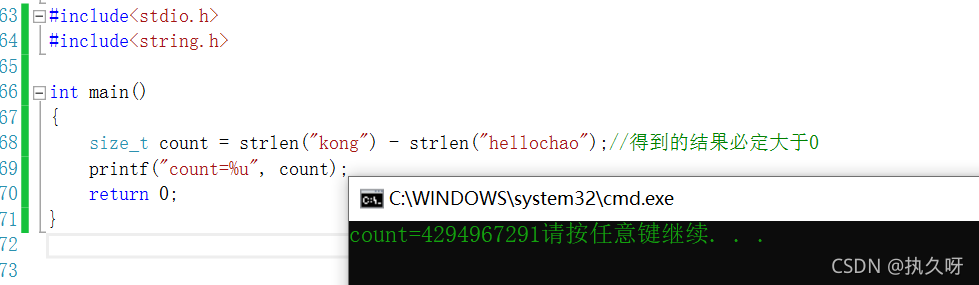 63 #include<stdio.h>
64 #include<string.h>
65
66 int main()
67 {
68 size_t count = strlen("kong") - strlen("hellochao");//得到的结果必定大于0
69 printf("count=%u", count);
70 return 0;
71 }
72
73
C:\WINDOWS\system32\cmd.exe
count=4294967291请按任意键继续. . .
CSDN @执久呀